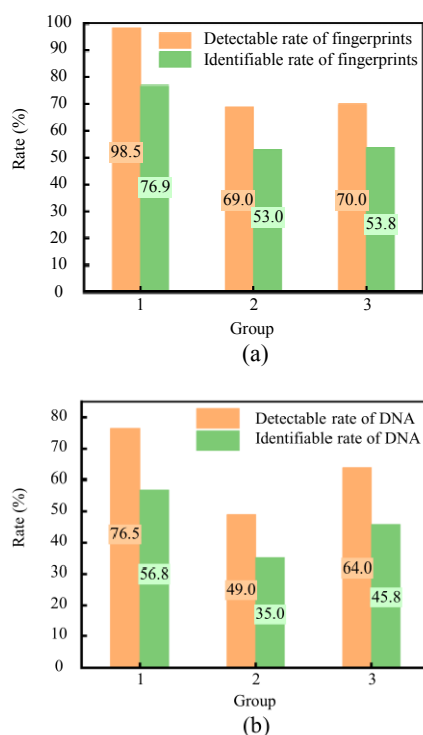 100
90
80
70
60
50
40
30
20
10
0
Rate (%)
Detectable rate of fingerprints
Identifiable rate of fingerprints
98.5
76.9
69.0
53.0
70.0
53.8
1 2 3
Group
(a)
80
70
60
50
40
30
20
10
0
Rate (%)
Detectable rate of DNA
Identifiable rate of DNA
76.5
56.8
49.0
35.0
64.0
45.8
1 2 3
Group
(b)